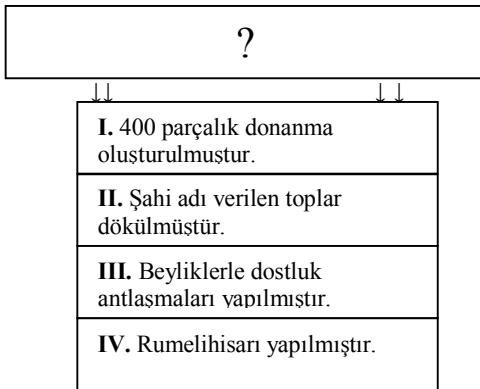 ?
I. 400 parçalık donanma
oluşturulmuştur.
II. Şahi adı verilen toplar
dökülmüştür.
III. Beyliklerle dostluk
antlaşmaları yapılmıştır.
IV. Rumelihisarı yapılmıştır.